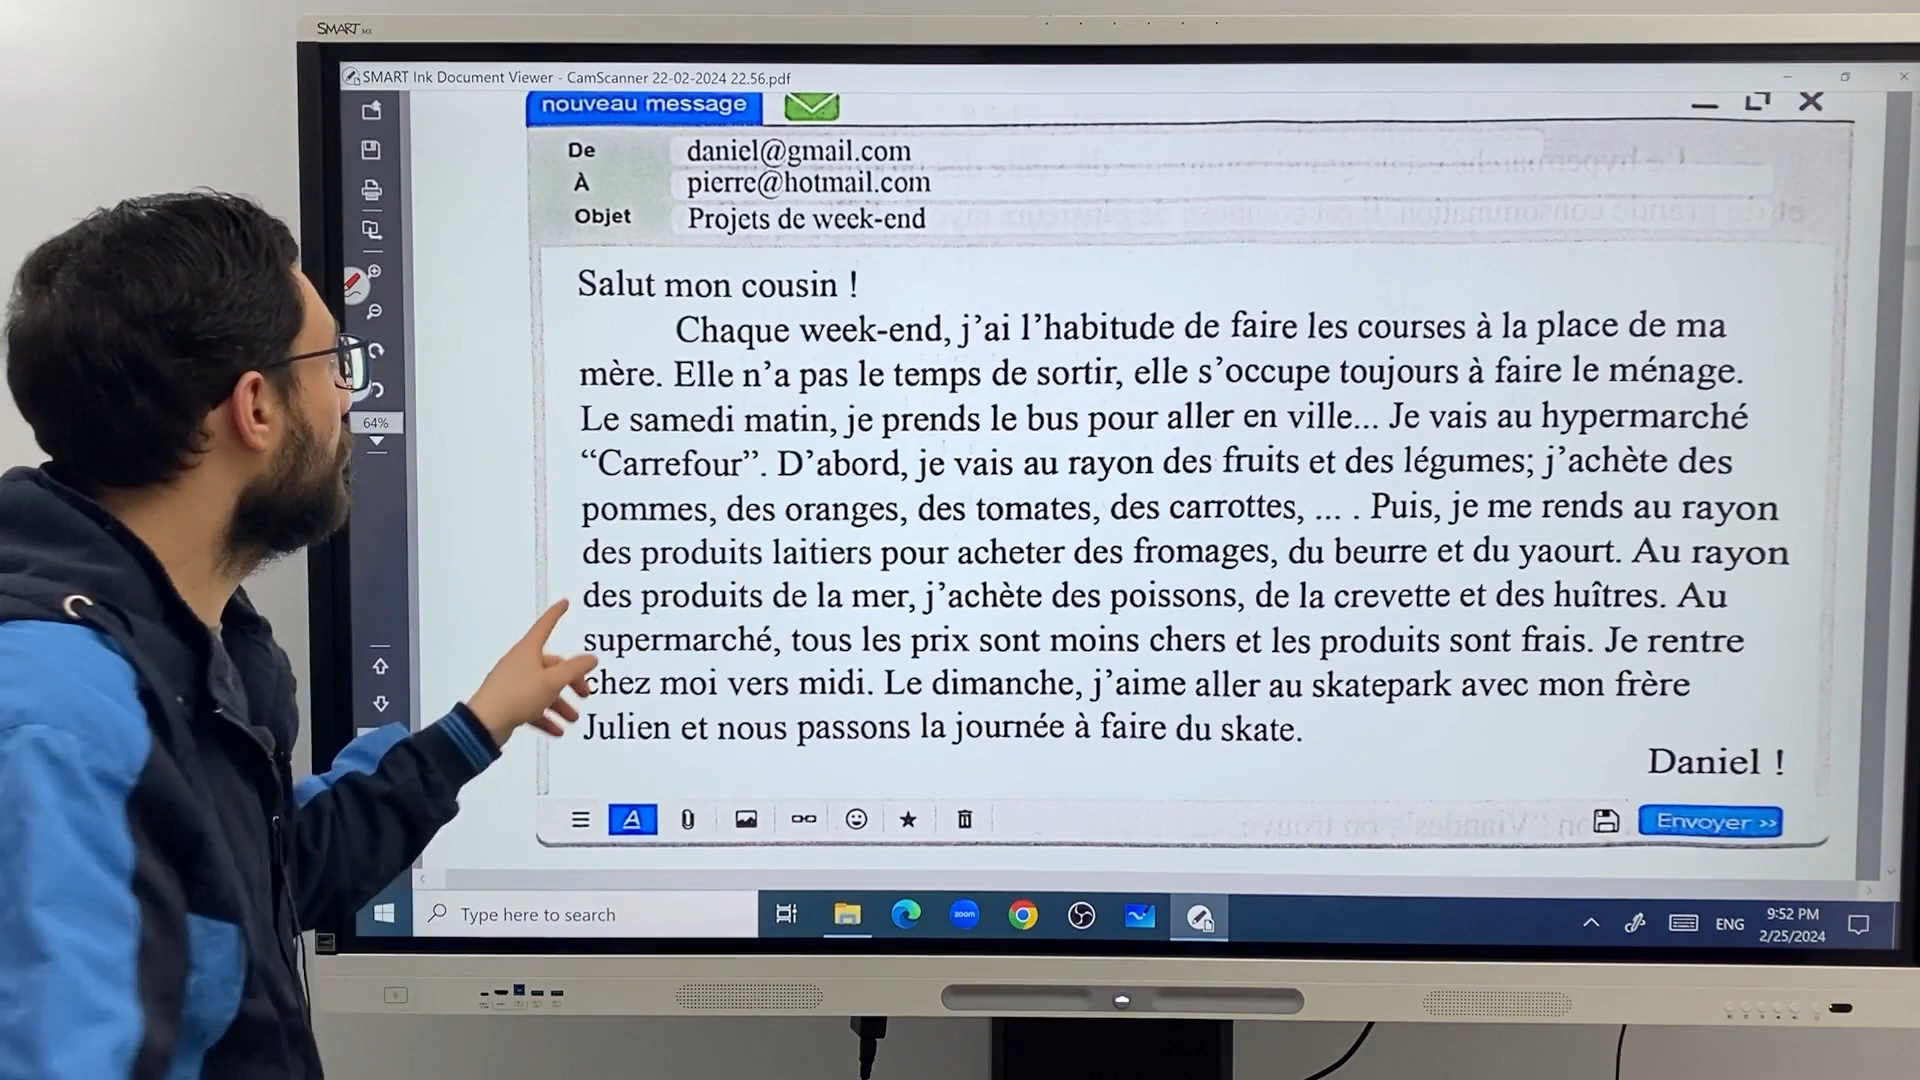 SMART MX
SMART Ink Document Viewer - CamScanner 22-02-2024 22.56.pdf
nouveau message
De daniel@gmail.com
À pierre@hotmail.com
Objet Projets de week-end
Salut mon cousin !
Chaque week-end, j’ai l’habitude de faire les courses à la place de ma
mère. Elle n’a pas le temps de sortir, elle s’occupe toujours à faire le ménage.
Le samedi matin, je prends le bus pour aller en ville... Je vais au hypermarché
“Carrefour”. D’abord, je vais au rayon des fruits et des légumes; j’achète des
pommes, des oranges, des tomates, des carrottes, ... . Puis, je me rends au rayon
des produits laitiers pour acheter des fromages, du beurre et du yaourt. Au rayon
des produits de la mer, j’achète des poissons, de la crevette et des huîtres. Au
supermarché, tous les prix sont moins chers et les produits sont frais. Je rentre
chez moi vers midi. Le dimanche, j’aime aller au skatepark avec mon frère
Julien et nous passons la journée à faire du skate.
Daniel !
64%
A
Envoyer >>
Type here to search
zoom
ENG
9:52 PM
2/25/2024